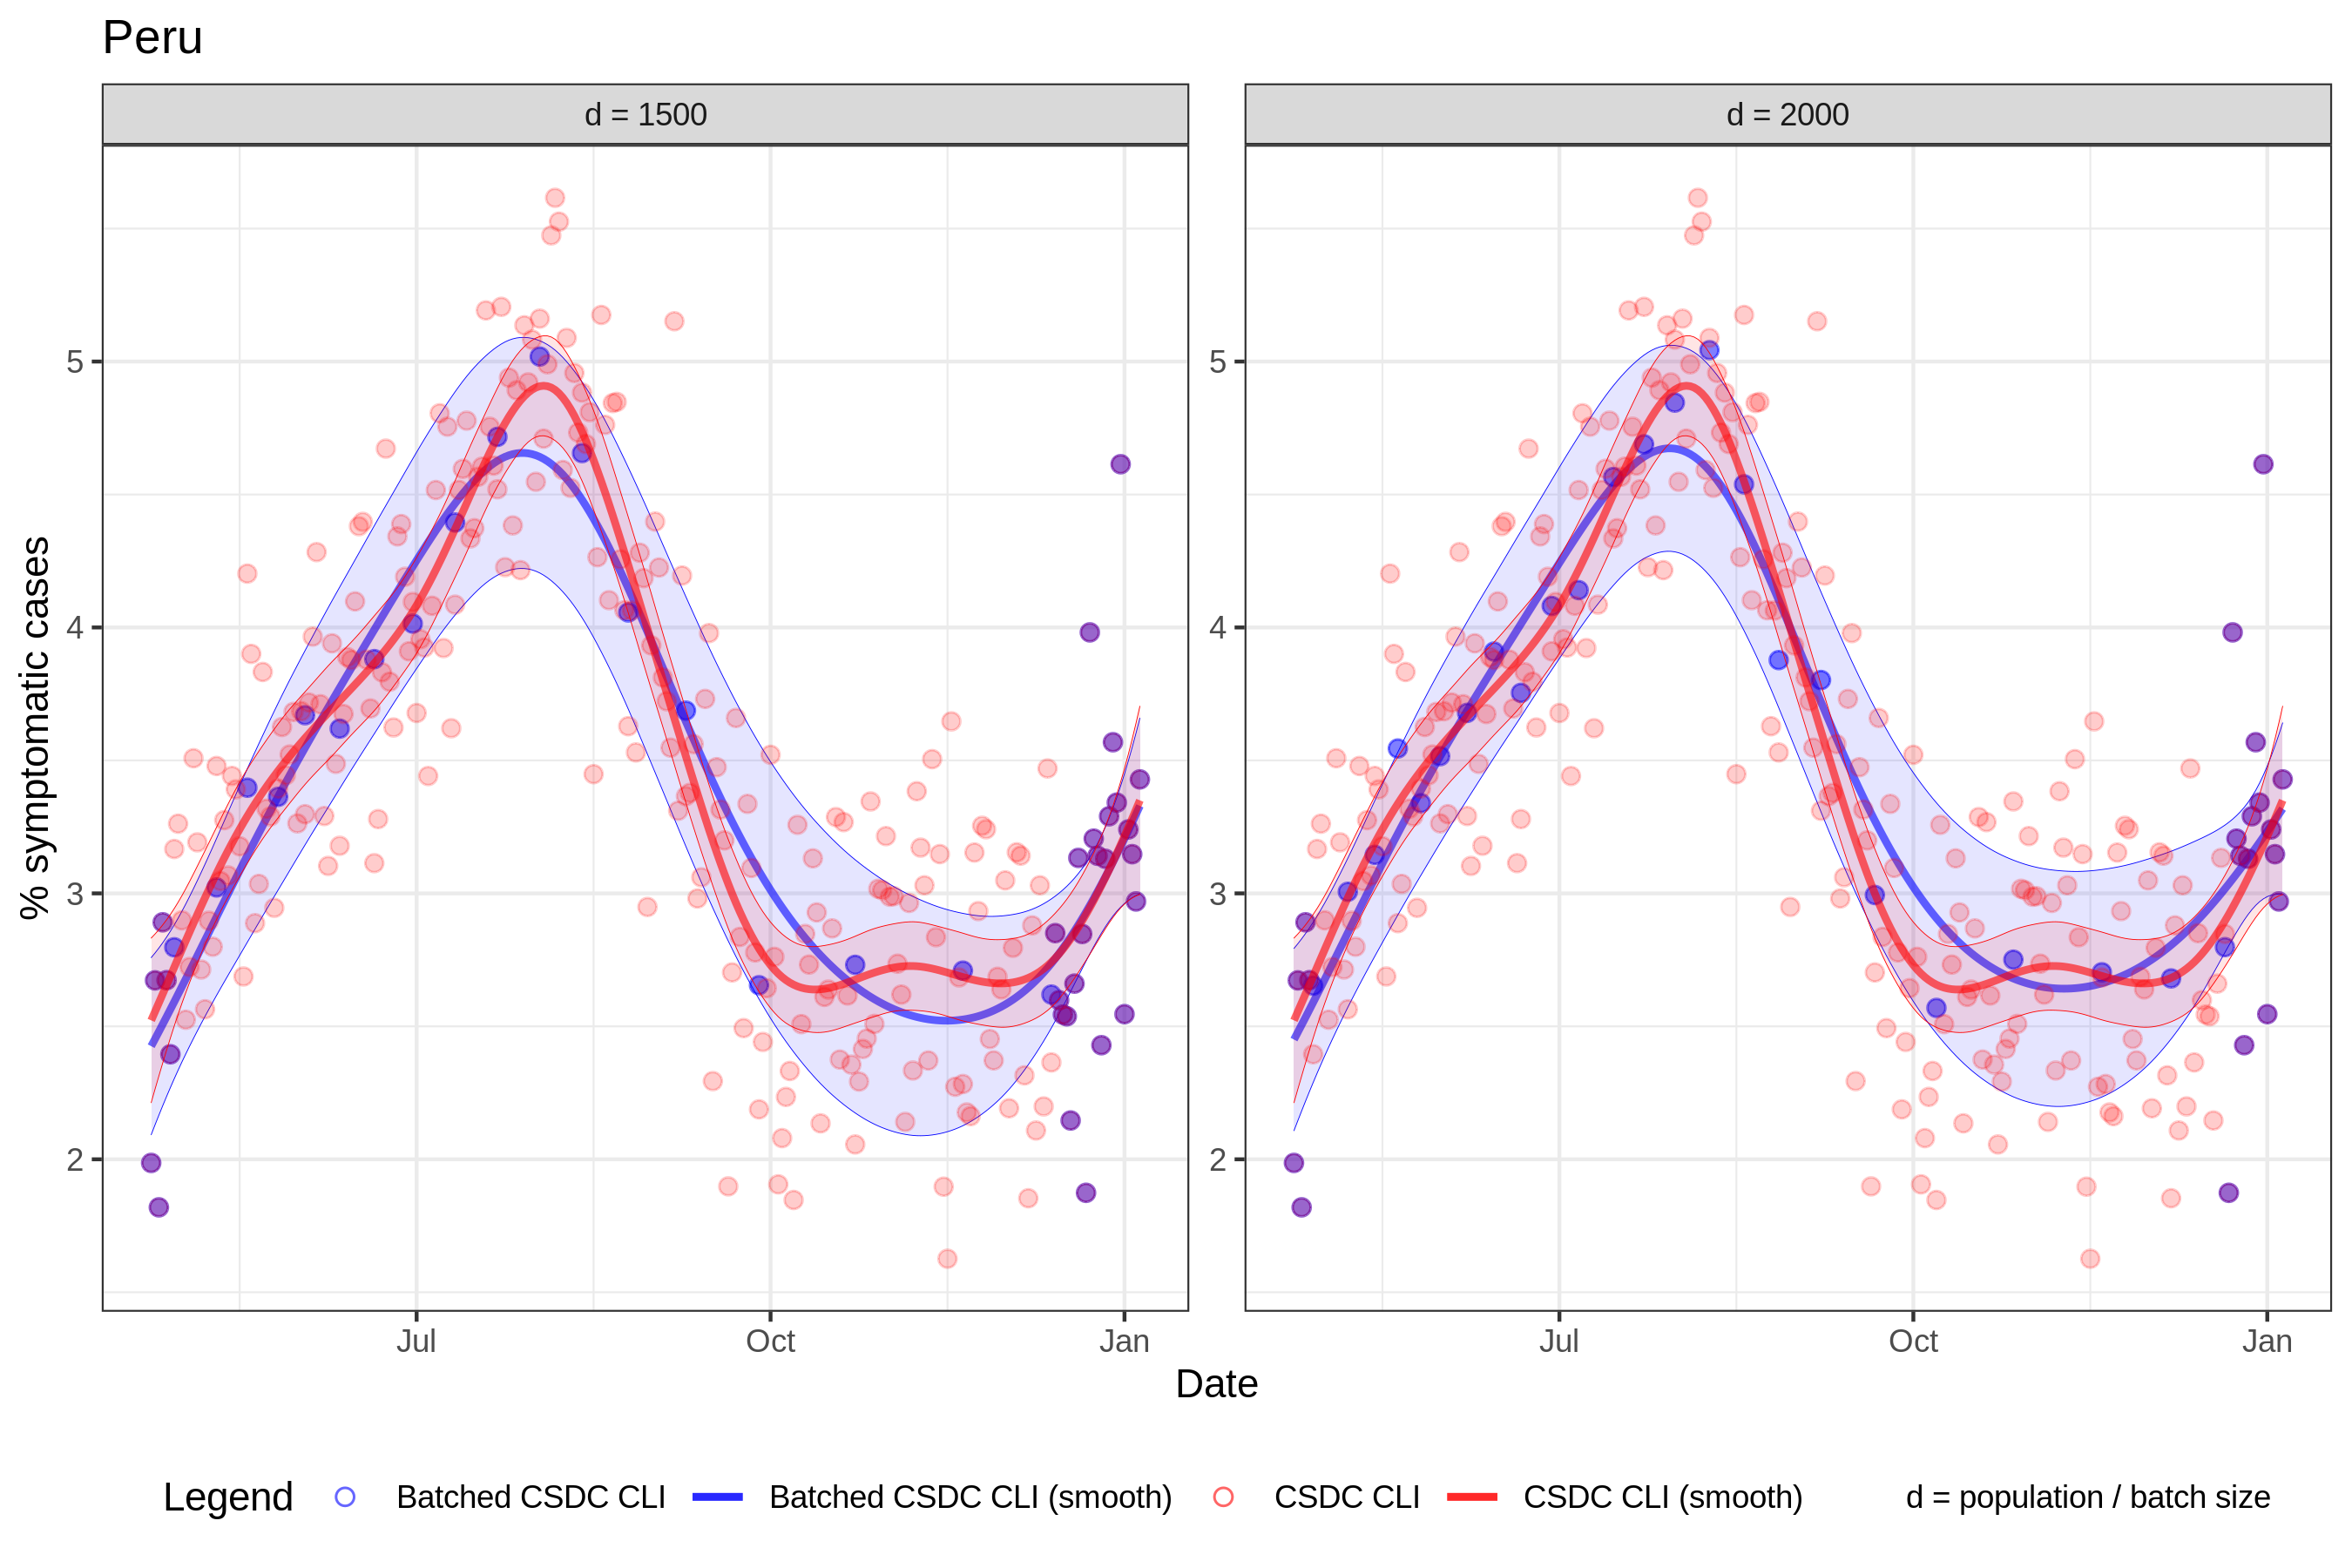 Peru
d = 1500
d = 2000
% symptomatic cases
5
4
3
2
5
4
3
2
Jul
Oct
Jan
Jul
Oct
Jan
Date
Legend
Batched CSDC CLI
Batched CSDC CLI (smooth)
CSDC CLI
CSDC CLI (smooth)
d = population / batch size